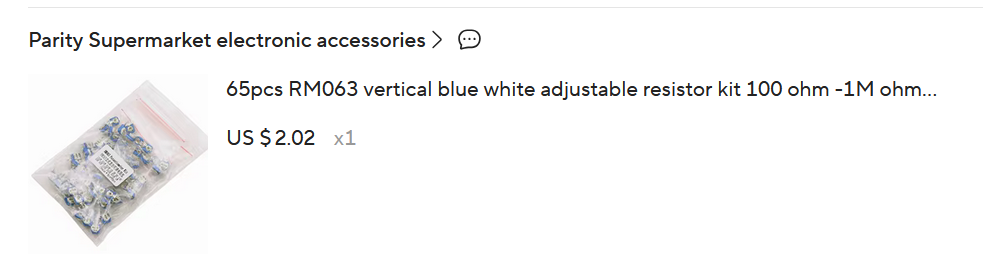 Parity Supermarket electronic accessories
65pcs RM063 vertical blue white adjustable resistor kit 100 ohm -1M ohm...
US $2.02 x1